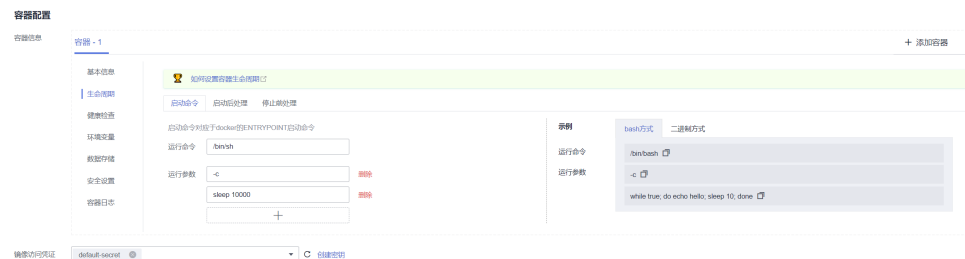 容器配置
容器信息
容器 - 1
+ 添加容器
基本信息
生命周期
健康检查
环境变量
数据存储
安全设置
容器日志
如何设置容器生命周期
启动命令 启动后处理 停止前处理
启动命令对应于docker的ENTRYPOINT启动命令
运行命令 /bin/sh
运行参数 -c 删除
sleep 10000 删除
示例 bash方式 二进制方式
运行命令 /bin/bash
运行参数 -c
while true; do echo hello; sleep 10; done
镜像访问凭证 default-secret 创建密钥